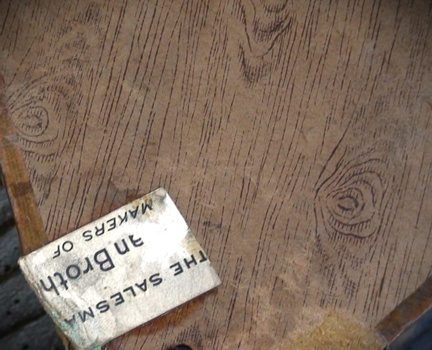 THE SALESMA
an Broth
MAKERS OF